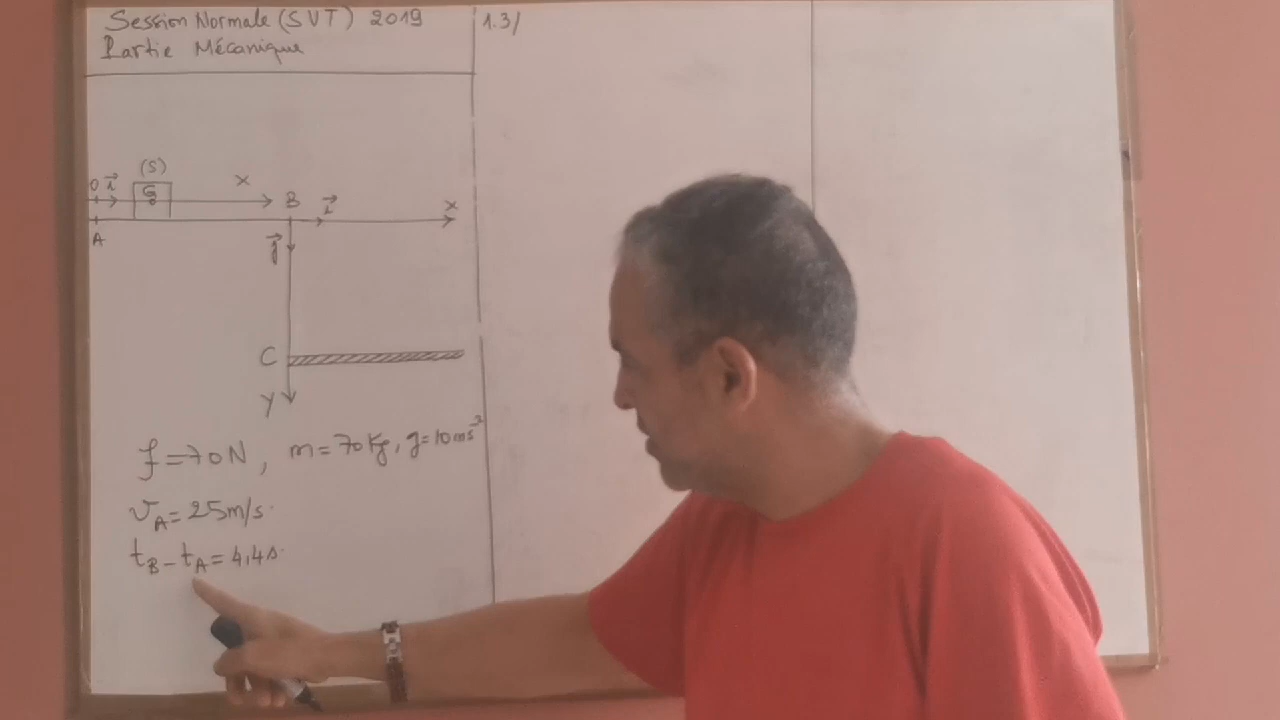 Session Normale (SVT) 2019
Partie Mécanique
1.3/
(S)
O i⃗ G x B i⃗ x
A
j⃗
C
y
f = 70N, m = 70 Kg, g = 10 ms⁻²
v_A = 25 m/s.
t_B - t_A = 4,4 s.